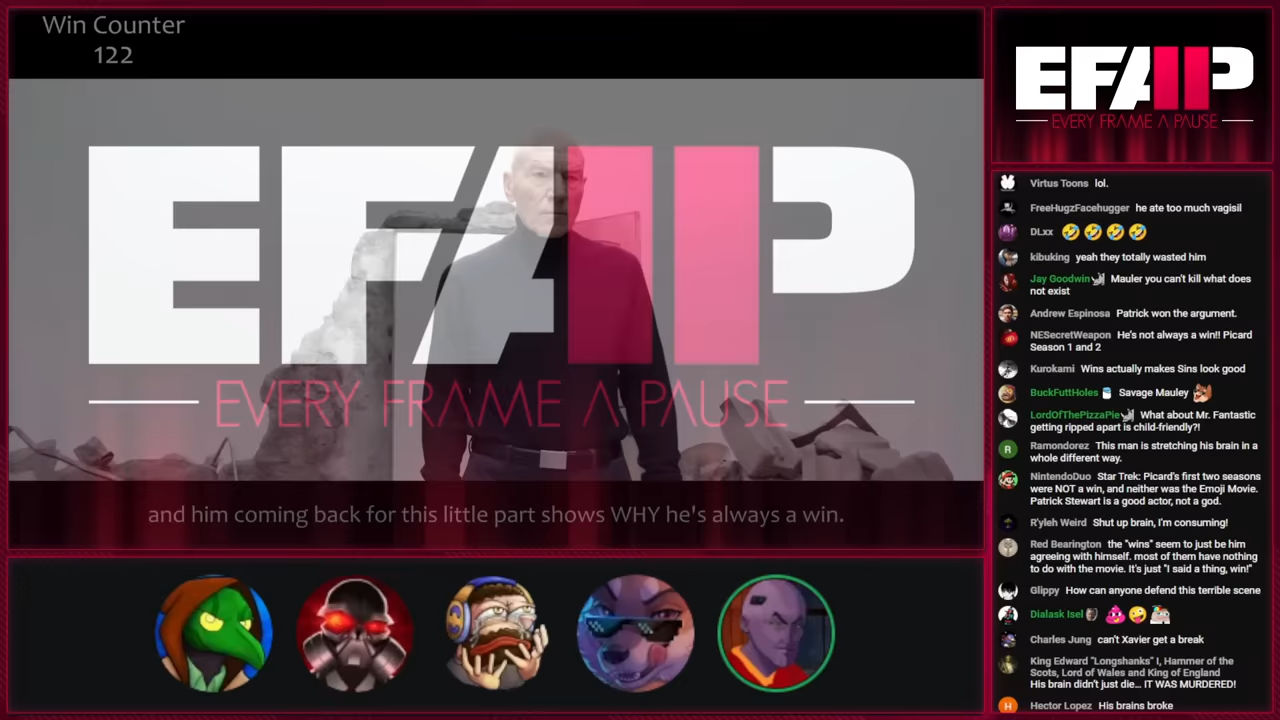 Win Counter
122
EFAP
EVERY FRAME A PAUSE
and him coming back for this little part shows WHY he's always a win.
EFAP
EVERY FRAME A PAUSE
Virtus Toons lol.
FreeHugzFacehugger he ate too much vagisil
DLxx 🤣 🤣 🤣 🤣
kibuking yeah they totally wasted him
Jay Goodwin Mauler you can't kill what does
not exist
Andrew Espinosa Patrick won the argument.
NESecretWeapon He's not always a win!! Picard
Season 1 and 2
Kurokami Wins actually makes Sins look good
BuckFuttHoles Savage Mauley
LordOfThePizzaPie What about Mr. Fantastic
getting ripped apart is child-friendly?!
R
Ramondorez This man is stretching his brain in a
whole different way.
NintendoDuo Star Trek: Picard's first two seasons
were NOT a win, and neither was the Emoji Movie.
Patrick Stewart is a good actor, not a god.
R'yleh Weird Shut up brain, I'm consuming!
Red Bearington the "wins" seem to just be him
agreeing with himself. most of them have nothing
to do with the movie. It's just "I said a thing, win!"
Glippy How can anyone defend this terrible scene
Dialask Isel
Charles Jung can't Xavier get a break
King Edward "Longshanks" I, Hammer of the
Scots, Lord of Wales and King of England
His brain didn't just die... IT WAS MURDERED!
H
Hector Lopez His brains broke